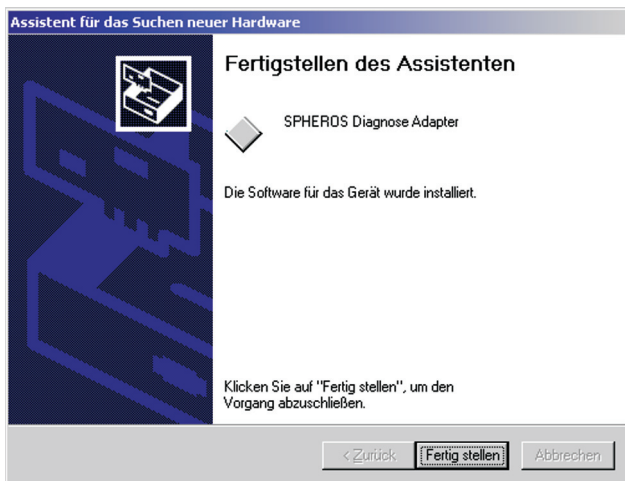 Assistent für das Suchen neuer Hardware
Fertigstellen des Assistenten
SPHEROS Diagnose Adapter
Die Software für das Gerät wurde installiert.
Klicken Sie auf "Fertig stellen", um den
Vorgang abzuschließen.
< Zurück
Fertig stellen
Abbrechen